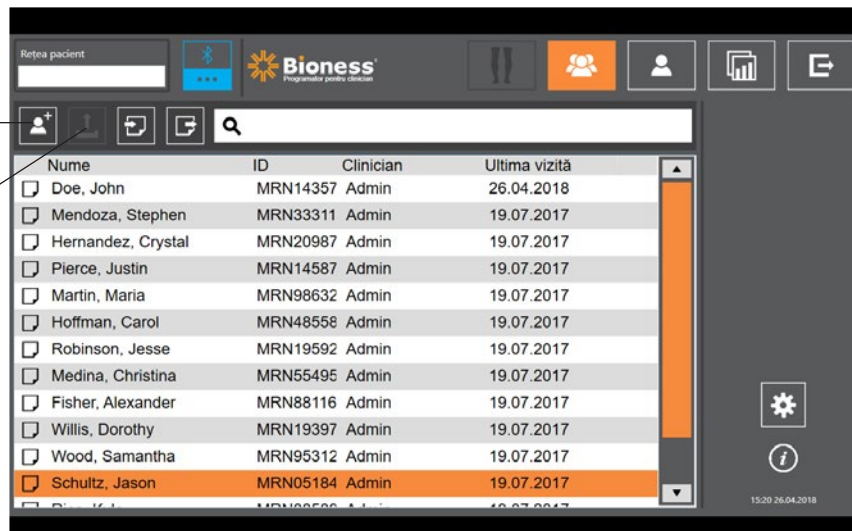 Rețea pacient
Bioness
Programator pentru clinician
Nume ID Clinician Ultima vizită
Doe, John MRN14357 Admin 26.04.2018
Mendoza, Stephen MRN33311 Admin 19.07.2017
Hernandez, Crystal MRN20987 Admin 19.07.2017
Pierce, Justin MRN14587 Admin 19.07.2017
Martin, Maria MRN98632 Admin 19.07.2017
Hoffman, Carol MRN48558 Admin 19.07.2017
Robinson, Jesse MRN19592 Admin 19.07.2017
Medina, Christina MRN55495 Admin 19.07.2017
Fisher, Alexander MRN88116 Admin 19.07.2017
Willis, Dorothy MRN19397 Admin 19.07.2017
Wood, Samantha MRN95312 Admin 19.07.2017
Schultz, Jason MRN05184 Admin 19.07.2017
15:20 26.04.2018